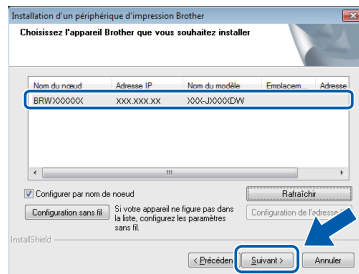 Installation d'un périphérique d'impression Brother
Choisissez l'appareil Brother que vous souhaitez installer
Nom du nœud Adresse IP Nom du modèle Emplacem... Adresse
BRWXXXXXX XXX.XXX.XX XXX-JXXXXDW
Configurer par nom de noeud
Rafraîchir
Configuration sans fil
Si votre appareil ne figure pas dans
la liste, configurez les paramètres
sans fil.
Configuration de l'adresse
InstallShield
< Précéden
Suivant >
Annuler